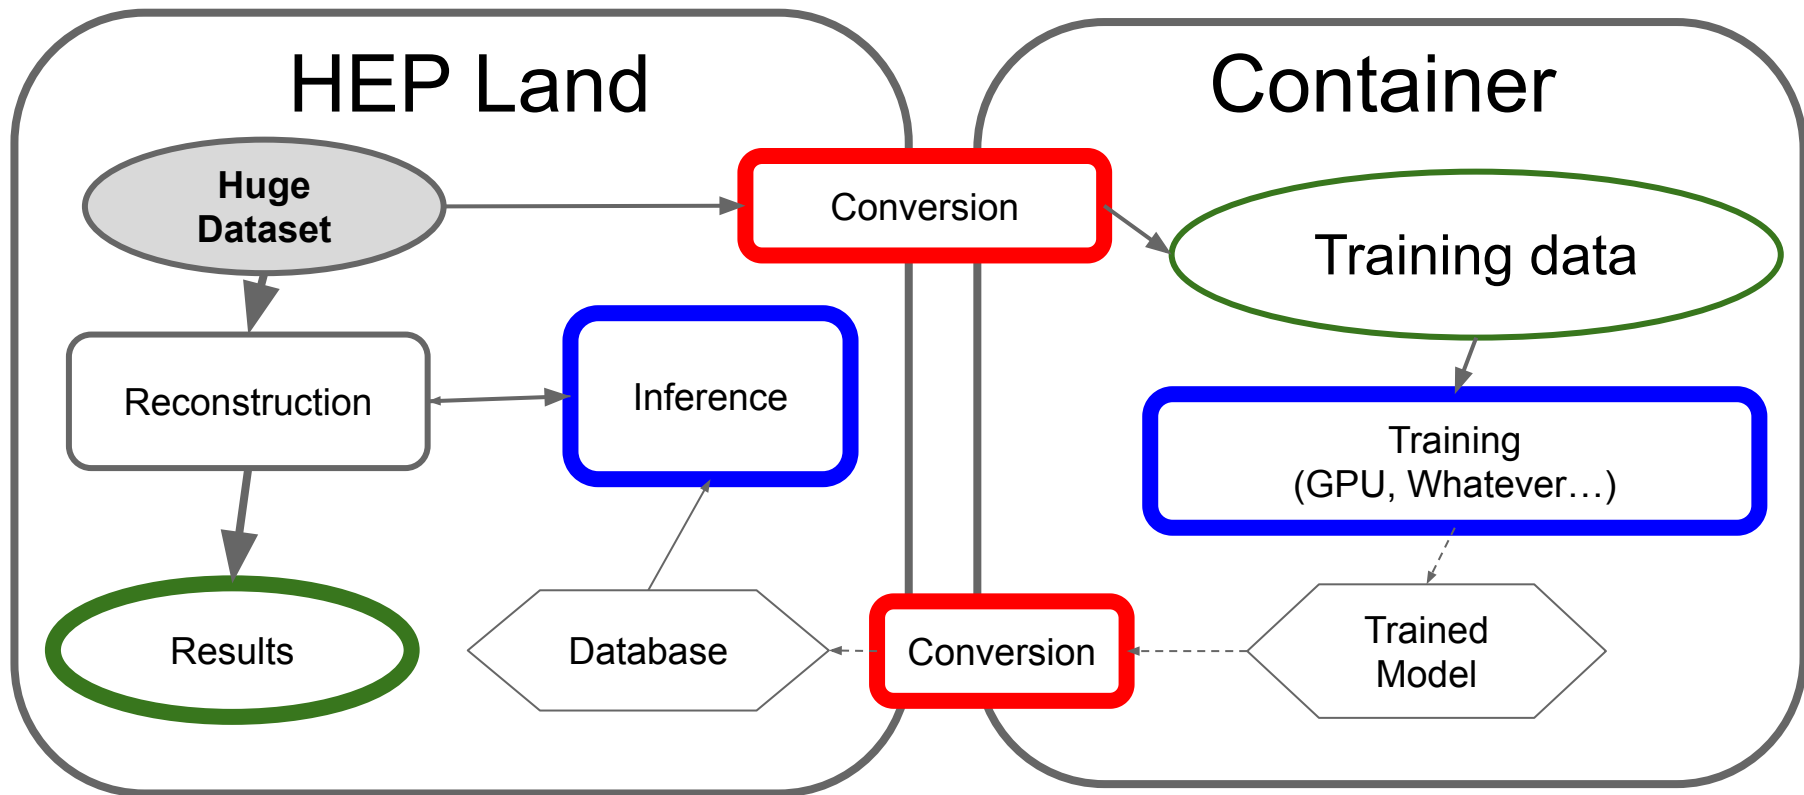 HEP Land
Container
Huge
Dataset
Conversion
Training data
Reconstruction
Inference
Training
(GPU, Whatever…)
Results
Database
Conversion
Trained
Model